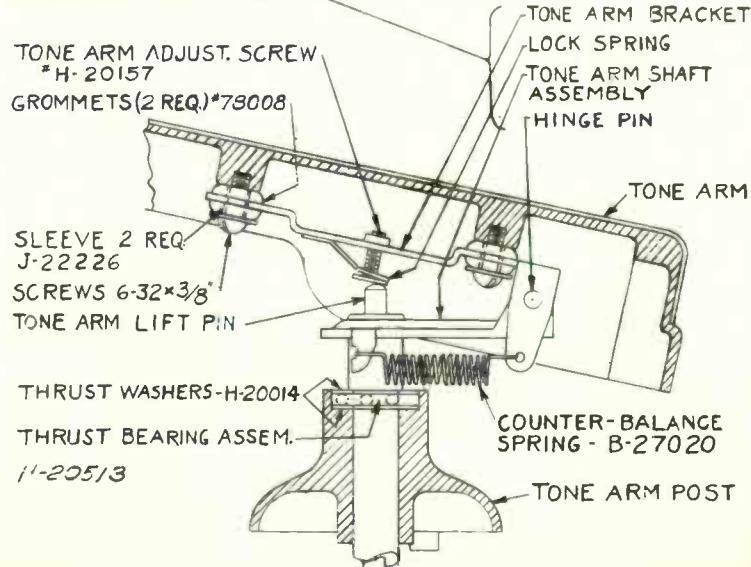 TONE ARM ADJUST. SCREW
#H-20157
GROMMETS(2 REQ.)#78008
SLEEVE 2 REQ.
J-22226
SCREWS 6-32×3/8"
TONE ARM LIFT PIN
THRUST WASHERS-H-20014
THRUST BEARING ASSEM.
H-20513
TONE ARM BRACKET
LOCK SPRING
TONE ARM SHAFT
ASSEMBLY
HINGE PIN
TONE ARM
COUNTER-BALANCE
SPRING - B-27020
TONE ARM POST